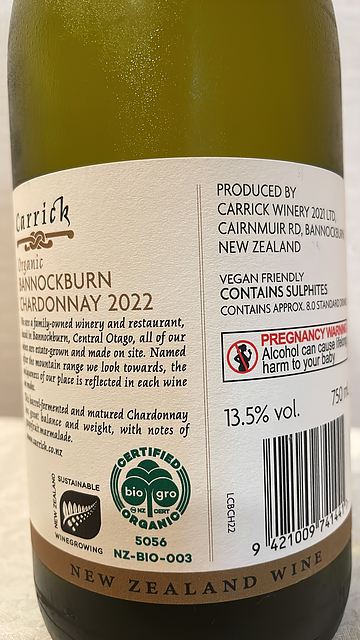 Carrick
Organic
BANNOCKBURN
CHARDONNAY 2022
We are a family-owned winery and restaurant,
in Bannockburn, Central Otago, all of our
are estate-grown and made on site. Named
the mountain range we look towards, the
of our place is reflected in each wine
make.
This barrel-fermented and matured Chardonnay
great balance and weight, with notes of
marmalade.
www.carrick.co.nz
NEW ZEALAND
SUSTAINABLE
WINEGROWING
CERTIFIED
bio gro
NZ CERT
ORGANIC
5056
NZ-BIO-003
PRODUCED BY
CARRICK WINERY 2021 LTD,
CAIRNMUIR RD, BANNOCKBURN
NEW ZEALAND
VEGAN FRIENDLY
CONTAINS SULPHITES
CONTAINS APPROX. 8.0 STANDARD
PREGNANCY WARNING
Alcohol can cause lifelong
harm to your baby
13.5% vol.
750 m
LCBCH22
9 421009 7414
NEW ZEALAND WINE